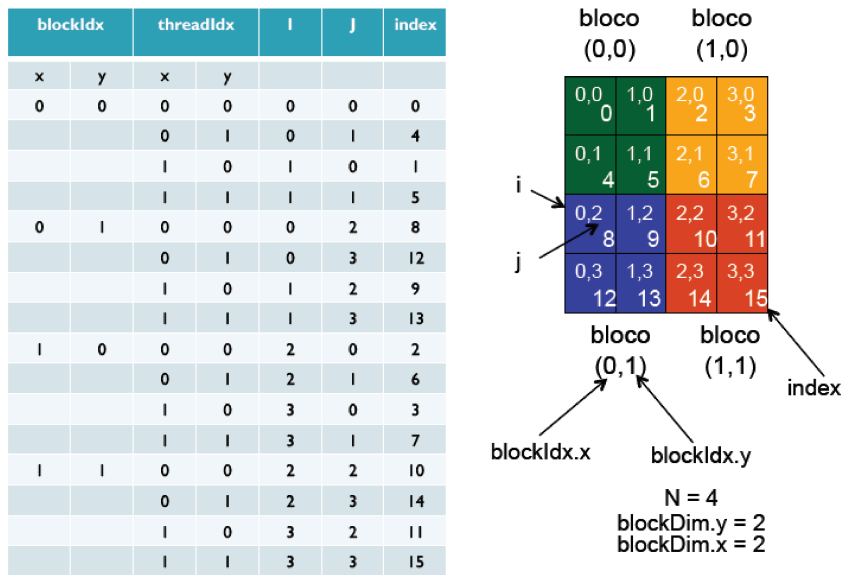 blockIdx threadIdx I J index
x y x y
0 0 0 0 0 0 0
0 1 0 1 4
1 0 1 0 1
1 1 1 1 5
0 1 0 0 0 2 8
0 1 0 3 12
1 0 1 2 9
1 1 1 3 13
1 0 0 0 2 0 2
0 1 2 1 6
1 0 3 0 3
1 1 3 1 7
1 1 0 0 2 2 10
0 1 2 3 14
1 0 3 2 11
1 1 3 3 15
bloco bloco
(0,0) (1,0)
0,0 1,0 2,0 3,0
0 1 2 3
0,1 1,1 2,1 3,1
4 5 6 7
i
0,2 1,2 2,2 3,2
8 9 10 11
j
0,3 1,3 2,3 3,3
12 13 14 15
bloco bloco
(0,1) (1,1)
index
blockIdx.x blockIdx.y
N = 4
blockDim.y = 2
blockDim.x = 2